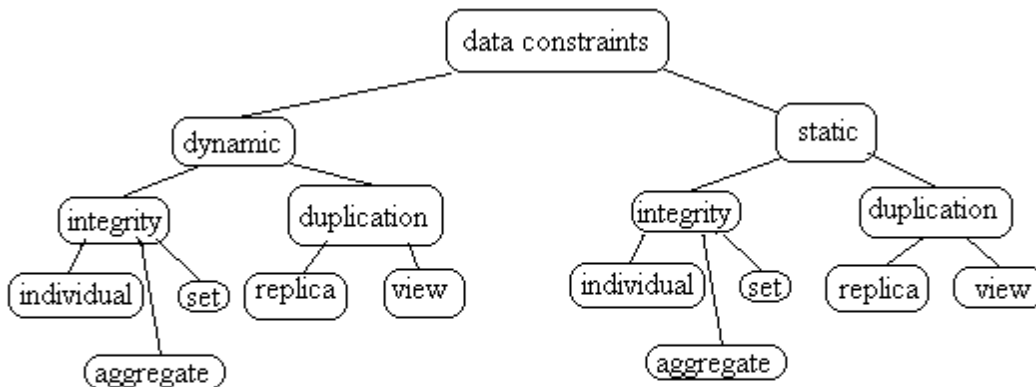 data constraints
dynamic
static
integrity
duplication
integrity
duplication
individual
set
replica
view
individual
set
replica
view
aggregate
aggregate